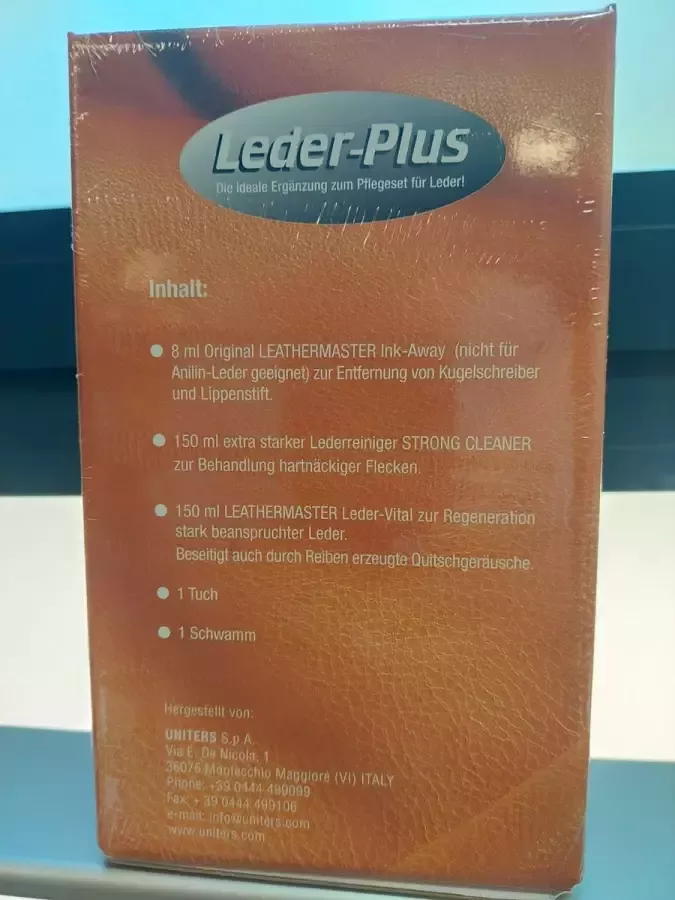 Leder-Plus
Die ideale Ergänzung zum Pflegeset für Leder!
Inhalt:
● 8 ml Original LEATHERMASTER Ink-Away (nicht für
Anilin-Leder geeignet) zur Entfernung von Kugelschreiber
und Lippenstift.
● 150 ml extra starker Lederreiniger STRONG CLEANER
zur Behandlung hartnäckiger Flecken.
● 150 ml LEATHERMASTER Leder-Vital zur Regeneration
stark beanspruchter Leder.
Beseitigt auch durch Reiben erzeugte Quitschgeräusche.
● 1 Tuch
● 1 Schwamm
Hergestellt von:
UNITERS S.p.A.
Via E. De Nicola, 1
36075 Montecchio Maggiore (VI) ITALY
Phone: +39 0444 499099
Fax: + 39 0444 499106
e-mail: info@uniters.com
www.uniters.com